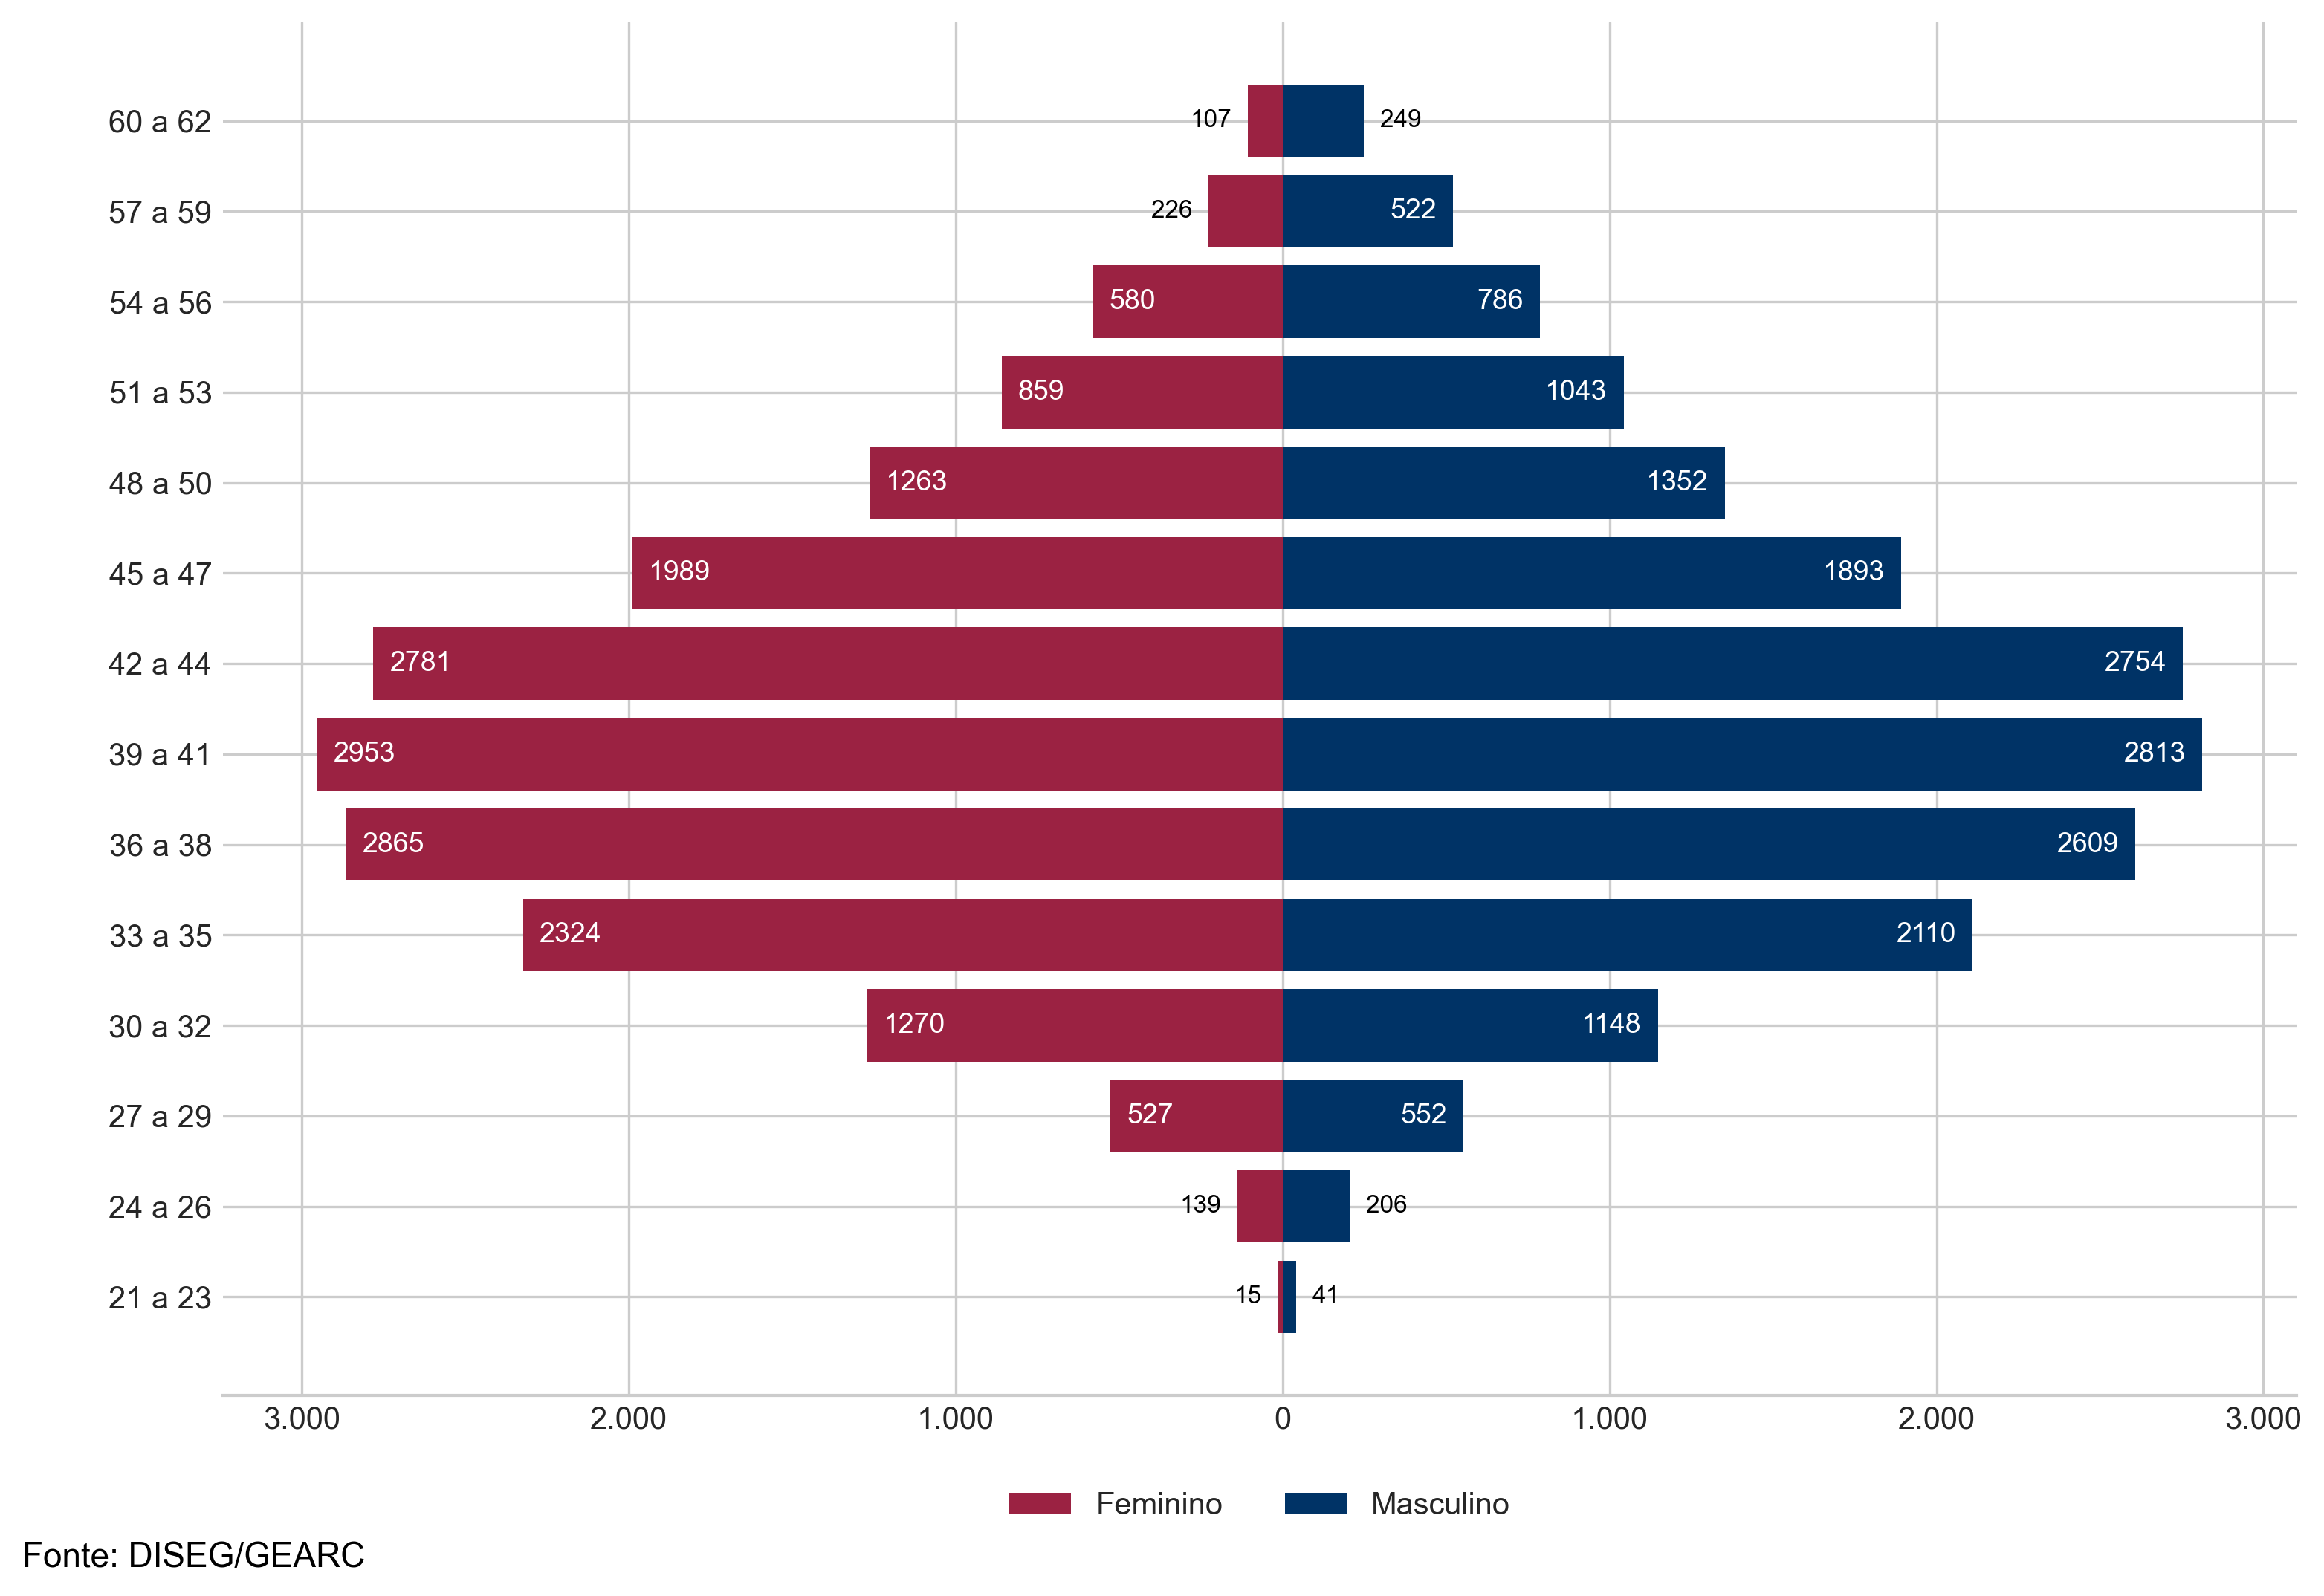 60 a 62 107 249
57 a 59 226 522
54 a 56 580 786
51 a 53 859 1043
48 a 50 1263 1352
45 a 47 1989 1893
42 a 44 2781 2754
39 a 41 2953 2813
36 a 38 2865 2609
33 a 35 2324 2110
30 a 32 1270 1148
27 a 29 527 552
24 a 26 139 206
21 a 23 15 41
3.000 2.000 1.000 0 1.000 2.000 3.000
Feminino Masculino
Fonte: DISEG/GEARC